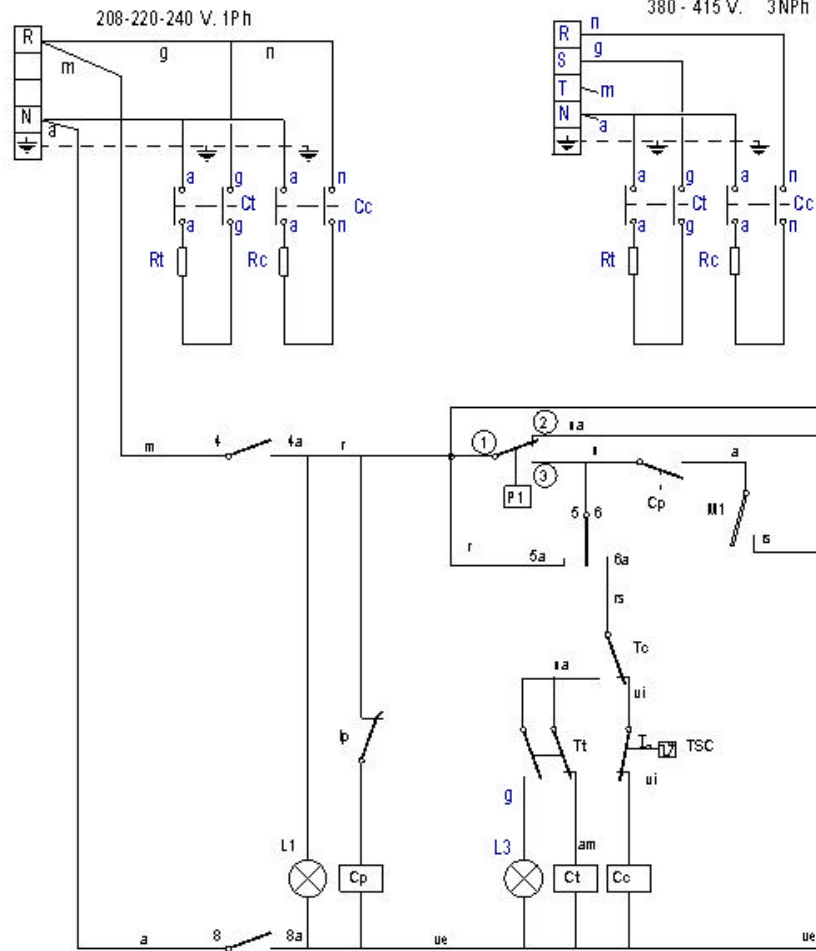 208-220-240 V. 1Ph
380 - 415 V. 3NPh
R
m
g
n
N
a
R
n
S
g
T
m
N
a
a g a n
Ct Cc
a g a n
Rt Rc
a g a n
Ct Cc
a g a n
Rt Rc
m 4 4a r
1
2
3
P1
5 6
Cp
a
M1
r
5a
6a
rs
Tc
ui
Ip
Tt
TSC
ui
g
L1
L3
am
Cp
Ct
Cc
a 8 8a ue ue